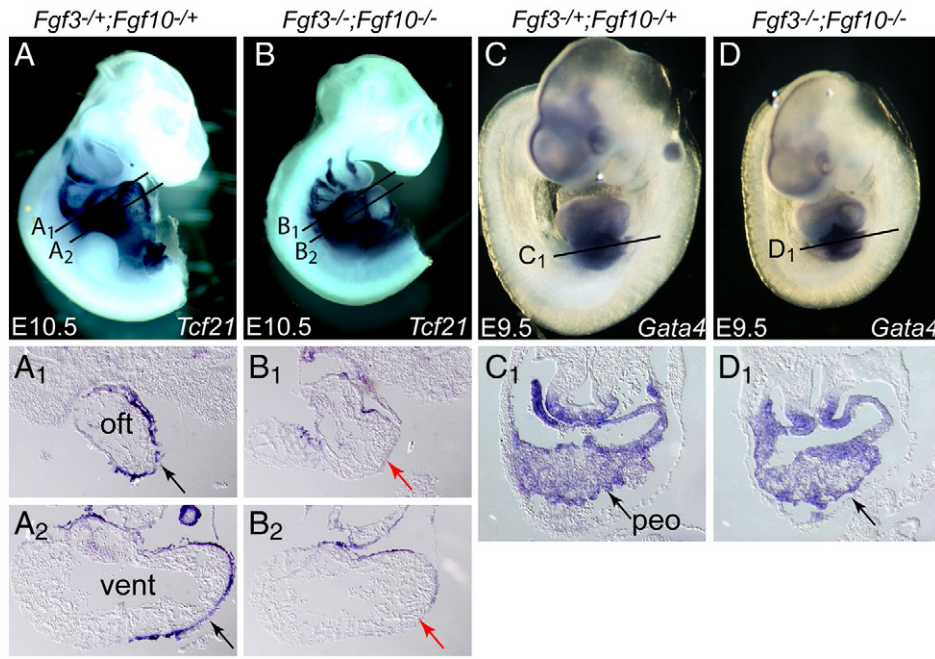 Fgf3-/+;Fgf10-/+ Fgf3-/-;Fgf10-/- Fgf3-/+;Fgf10-/+ Fgf3-/-;Fgf10-/-
A B C D
A1 B1 C1 D1
A2 B2
E10.5 Tcf21 E10.5 Tcf21 E9.5 Gata4 E9.5 Gata4
A1 B1 C1 D1
oft
peo
A2 B2
vent